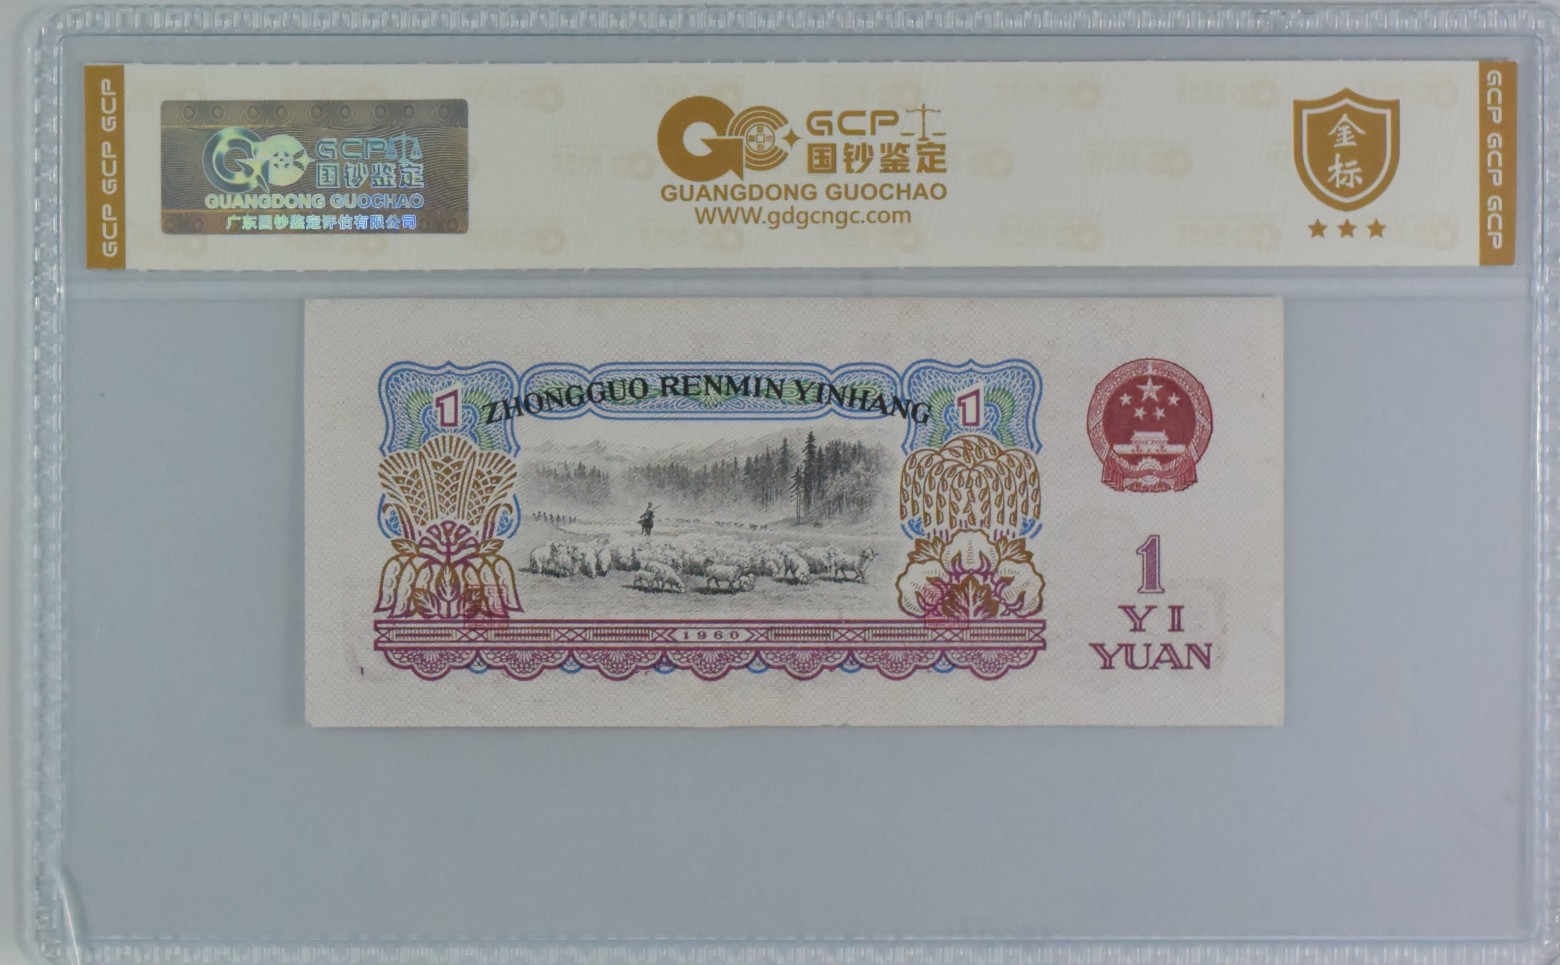 GCP GCP GCP
GCP
国钞鉴定
GUANGDONG GUOCHAO
广东国钞鉴定评估有限公司
GCP
国钞鉴定
GUANGDONG GUOCHAO
WWW.gdgcngc.com
金
标
GCP GCP GCP
1
ZHONGGUO RENMIN YINHANG
1
1960
1
YI
YUAN